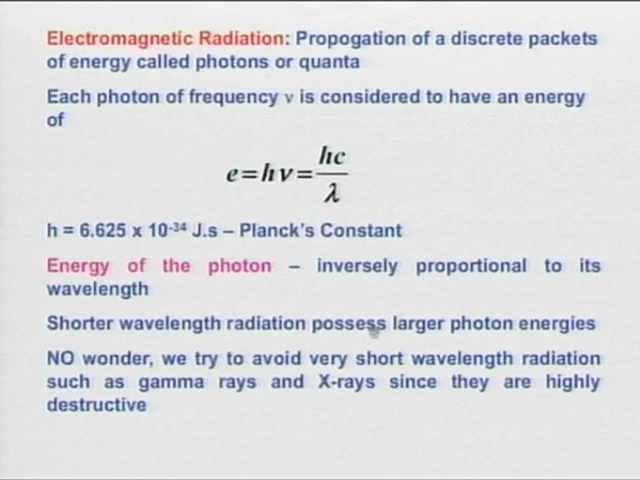 Electromagnetic Radiation: Propogation of a discrete packets
of energy called photons or quanta
Each photon of frequency ν is considered to have an energy
of
e=hν=hc/λ
h = 6.625 x 10⁻³⁴ J.s – Planck's Constant
Energy of the photon – inversely proportional to its
wavelength
Shorter wavelength radiation possess larger photon energies
NO wonder, we try to avoid very short wavelength radiation
such as gamma rays and X-rays since they are highly
destructive